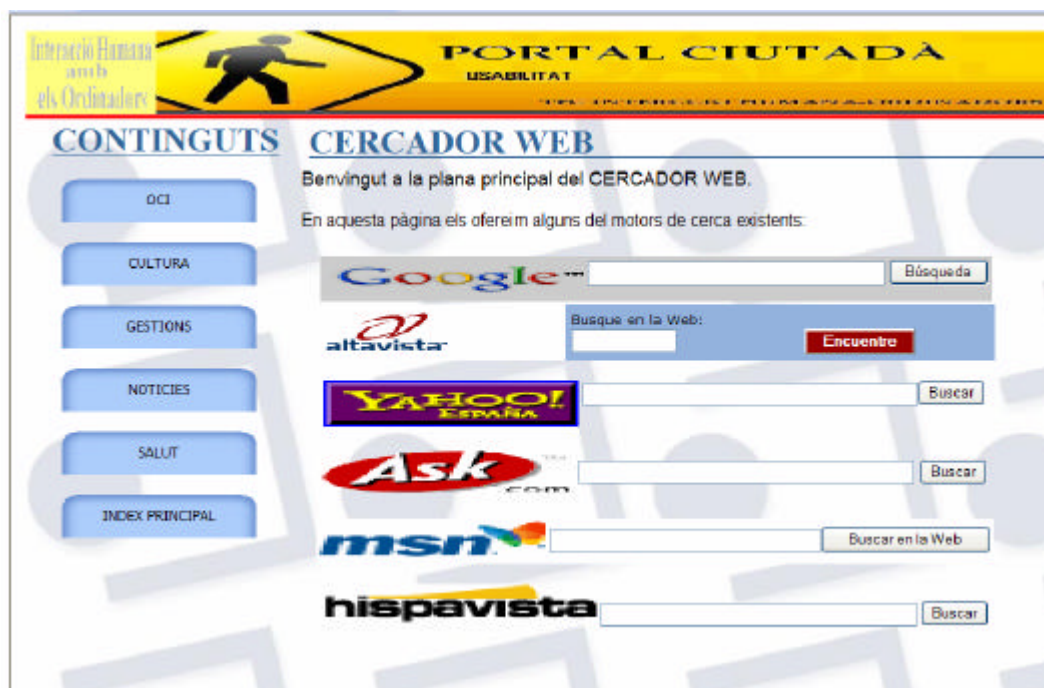 Interacció Humana
amb
els Ordinadors
PORTAL CIUTADÀ
USABILITAT
CONTINGUTS
OCI
CULTURA
GESTIONS
NOTICIES
SALUT
INDEX PRINCIPAL
CERCADOR WEB
Benvingut a la plana principal del CERCADOR WEB.
En aquesta pàgina els ofereim alguns del motors de cerca existents:
Google Búsqueda
altavista Busque en la Web:
Encuentre
YAHOO! Buscar
ESPAÑA
Ask Buscar
.com
msn Buscar en la Web
hispavista Buscar